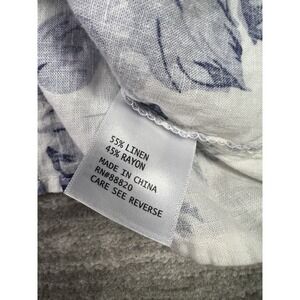 55% LINEN
45% RAYON
MADE IN CHINA
RN#88820
CARE SEE REVERSE